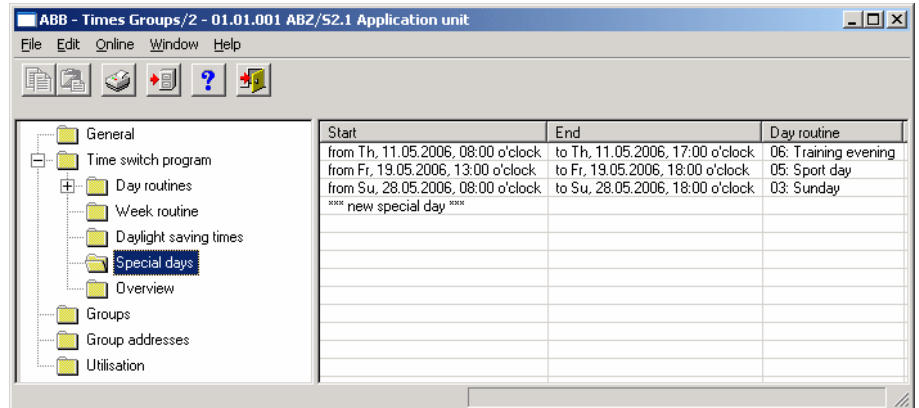 ABB - Times Groups/2 - 01.01.001 ABZ/S2.1 Application unit
File Edit Online Window Help
General
Time switch program
Day routines
Week routine
Daylight saving times
Special days
Overview
Groups
Group addresses
Utilisation
Start End Day routine
from Th, 11.05.2006, 08:00 o'clock to Th, 11.05.2006, 17:00 o'clock 06: Training evening
from Fr, 19.05.2006, 13:00 o'clock to Fr, 19.05.2006, 18:00 o'clock 05: Sport day
from Su, 28.05.2006, 08:00 o'clock to Su, 28.05.2006, 18:00 o'clock 03: Sunday
*** new special day ***